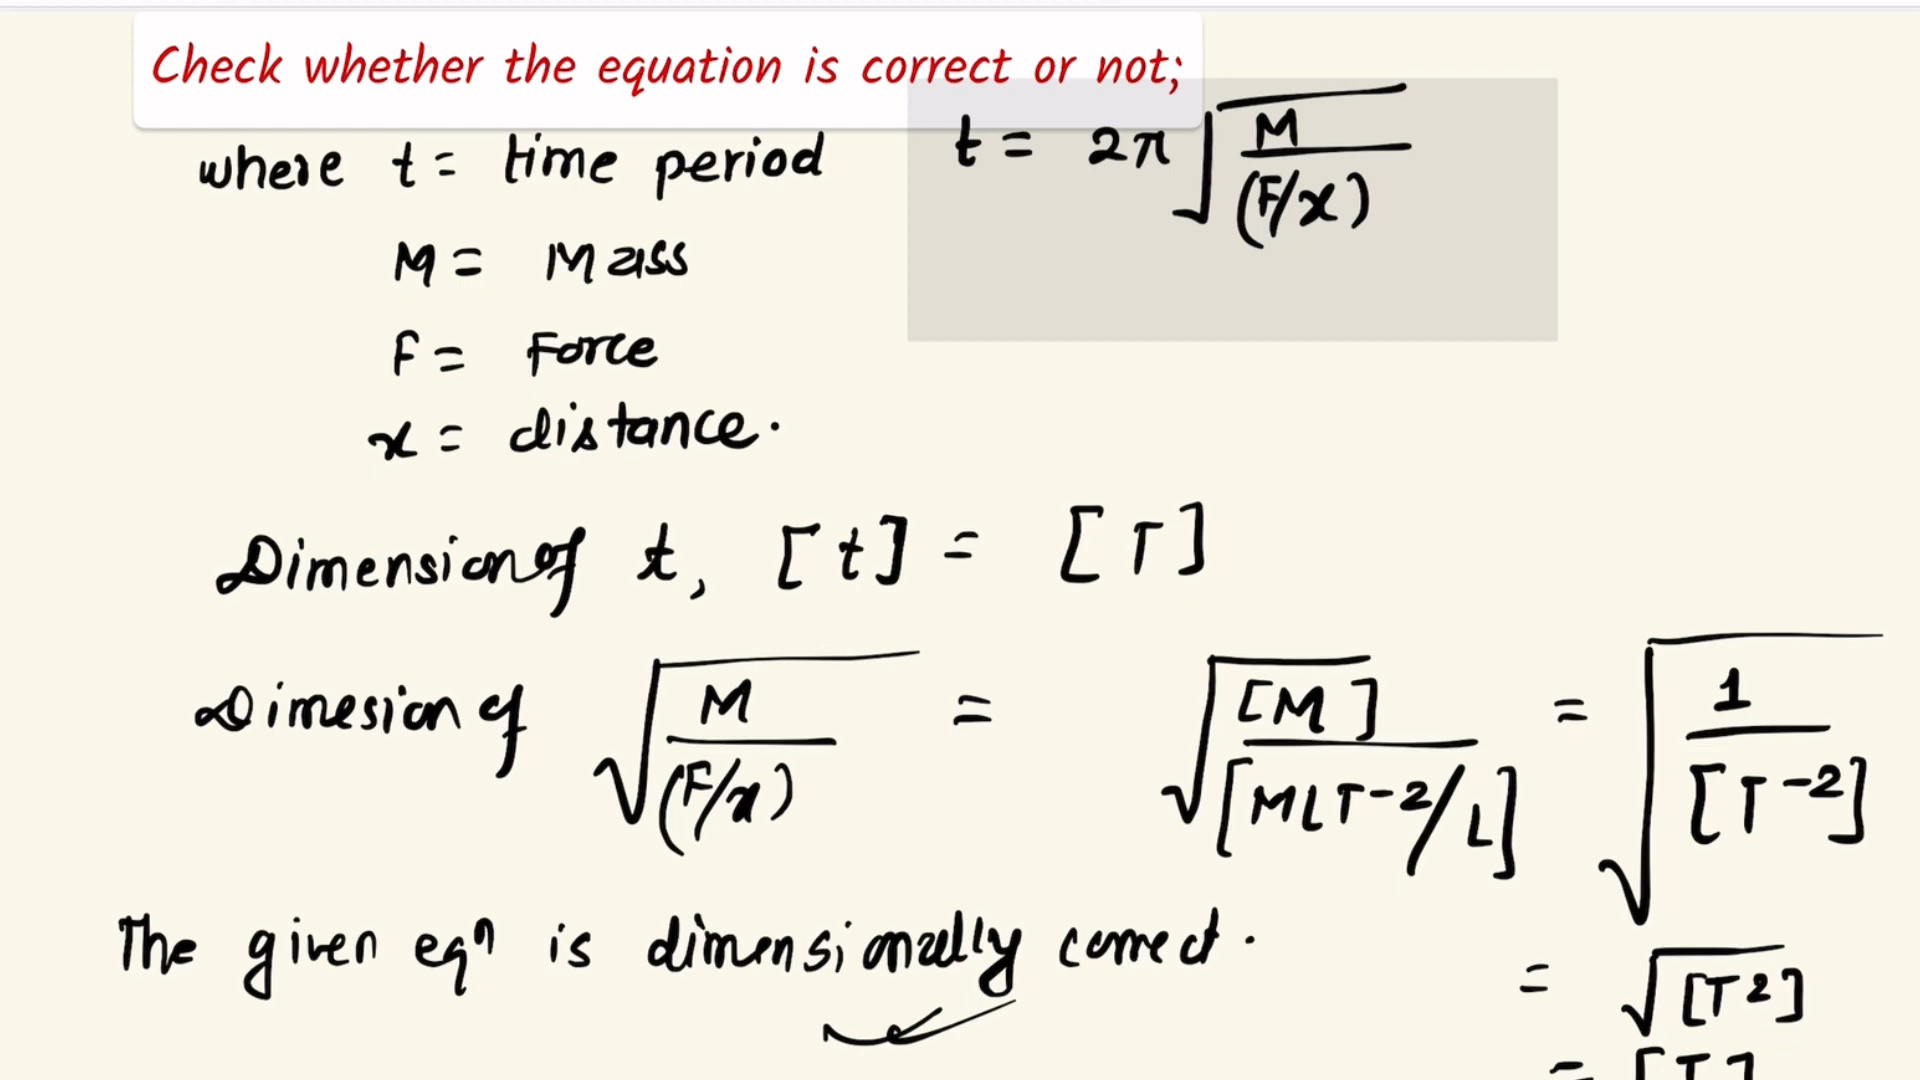 Check whether the equation is correct or not;
t = 2π √(M/(F/x))
where t = time period
M = Mass
F = Force
x = distance.
Dimension of t, [t] = [T]
Dimesion of √(M/(F/x)) = √([M]/[MLT-2/L]) = √(1/[T-2])
The given eqn is dimensionally correct.
= √[T2]
= [T]